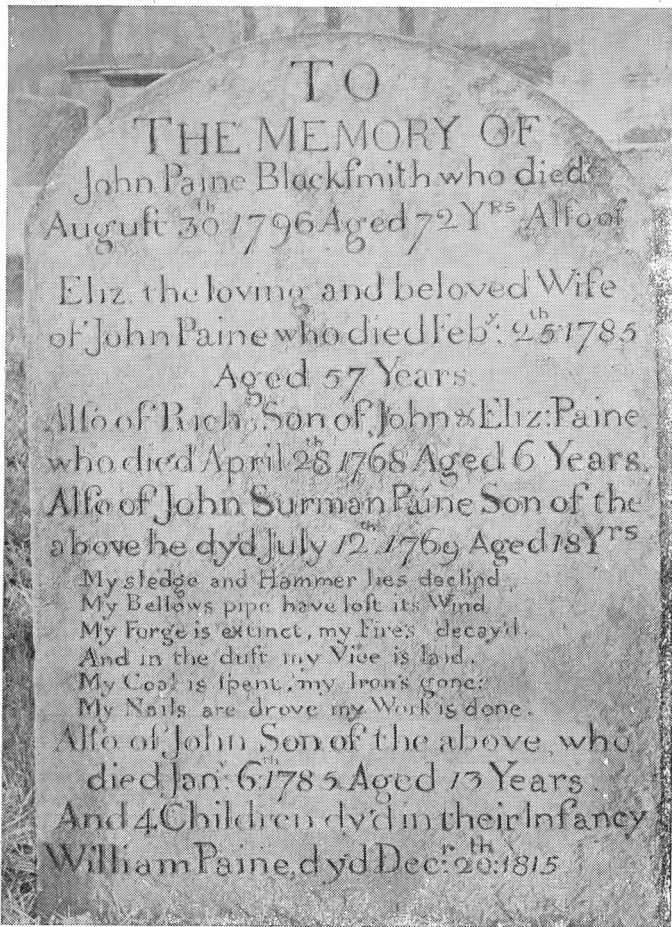 TO
THE MEMORY OF
John Paine Blackſmith who died
Auguſt 30th 1796 Aged 72 Yrs Alſo of
Eliz. the loving and beloved Wife
of John Paine who died Feby: 25th 1785
Aged 57 Years.
Alſo of Rich. Son of John & Eliz: Paine
who died April 28th 1768 Aged 6 Years.
Alſo of John Surman Paine Son of the
above he dyd July 12th 1769 Aged 18 Yrs
My sledge and Hammer lies declind
My Bellows pipe have loſt its Wind
My Forge is extinct, my Fires decay'd.
And in the duſt my Vice is laid.
My Coal is ſpent, my Iron's gone:
My Nails are drove my Work is done.
Alſo of John Son of the above who
died Jany: 6th 1785 Aged 13 Years.
And 4 Children dy'd in their Infancy
William Paine, dyd Decr: 20th: 1815